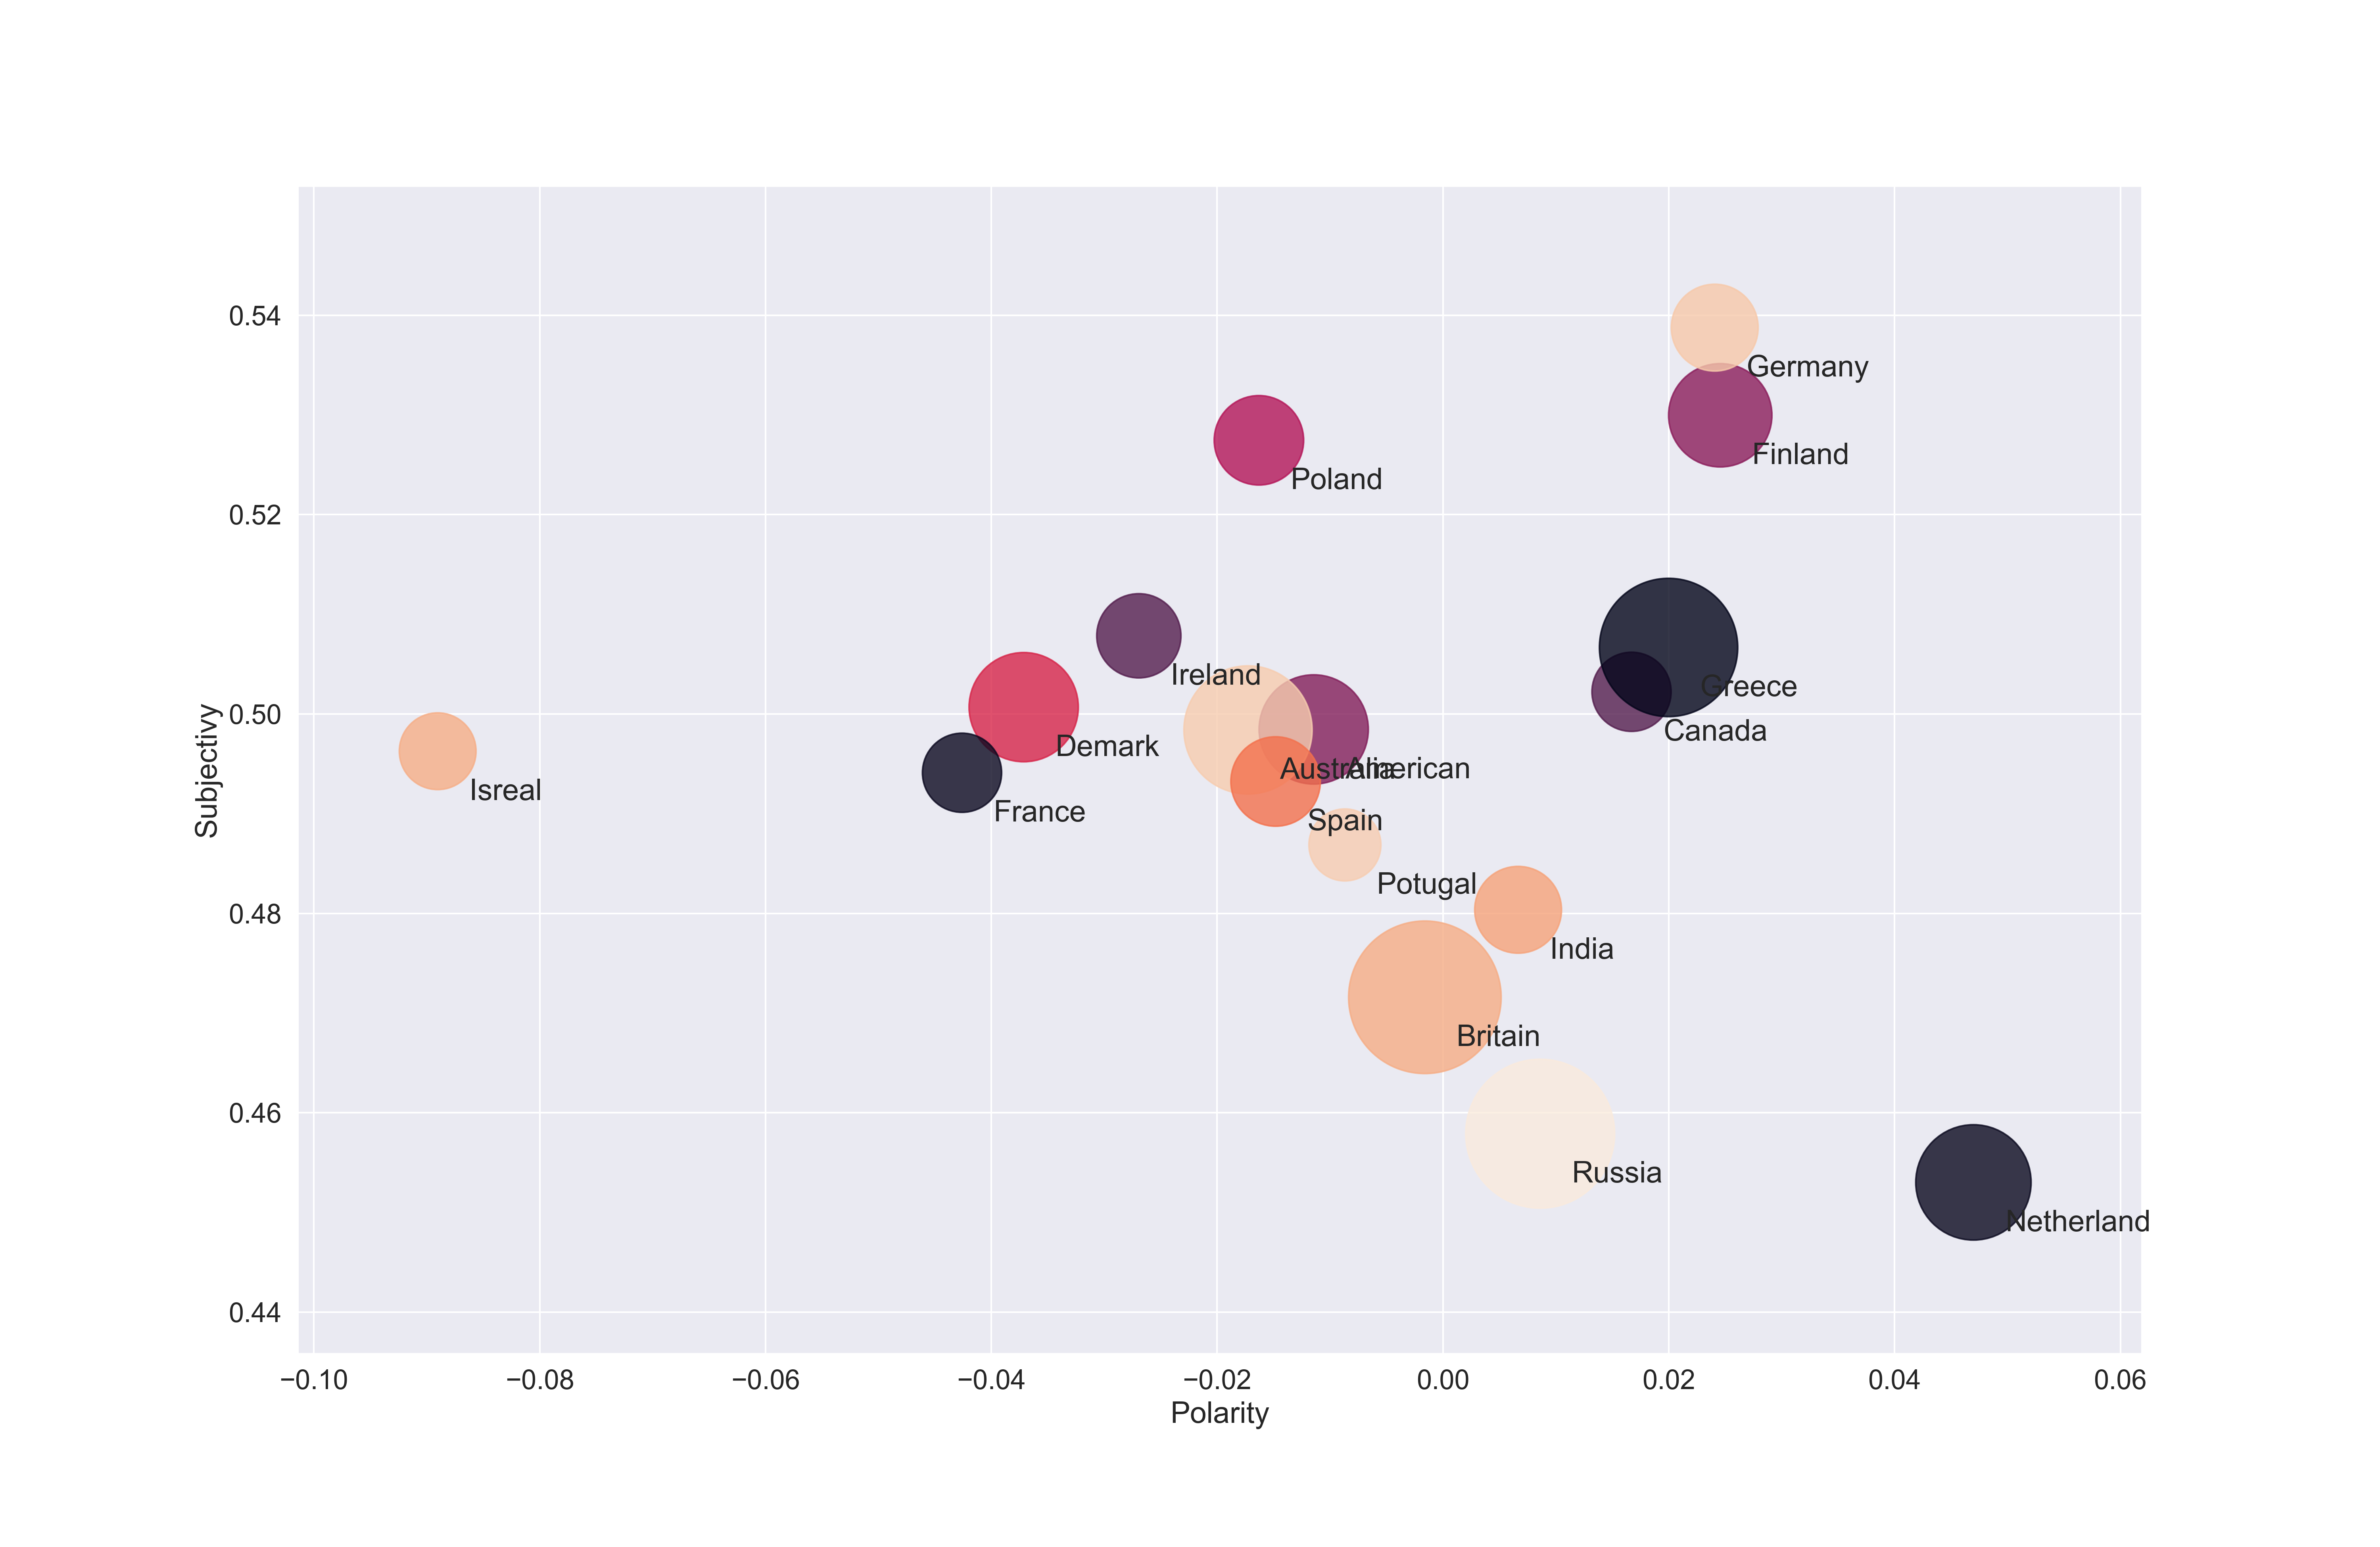 0.54
0.52
0.50
0.48
0.46
0.44
Subjectivy
Germany
Finland
Poland
Ireland
Greece
Canada
Demark
Australia
American
Isreal
France
Spain
Potugal
India
Britain
Russia
Netherland
−0.10 −0.08 −0.06 −0.04 −0.02 0.00 0.02 0.04 0.06
Polarity